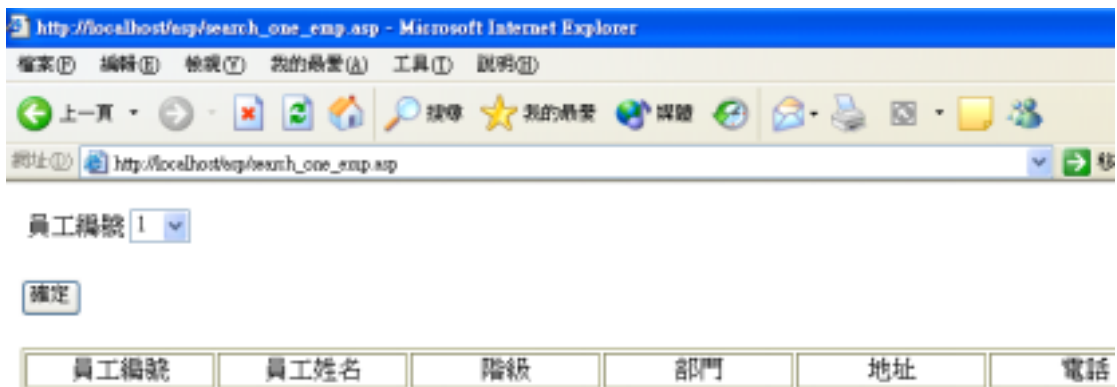 http://localhost/asp/search_one_emp.asp - Microsoft Internet Explorer
檔案(F) 編輯(E) 檢視(V) 我的最愛(A) 工具(T) 說明(H)
上一頁 搜尋 我的最愛 媒體
網址(D) http://localhost/asp/search_one_emp.asp 移
員工編號 1
確定
員工編號 員工姓名 階級 部門 地址 電話